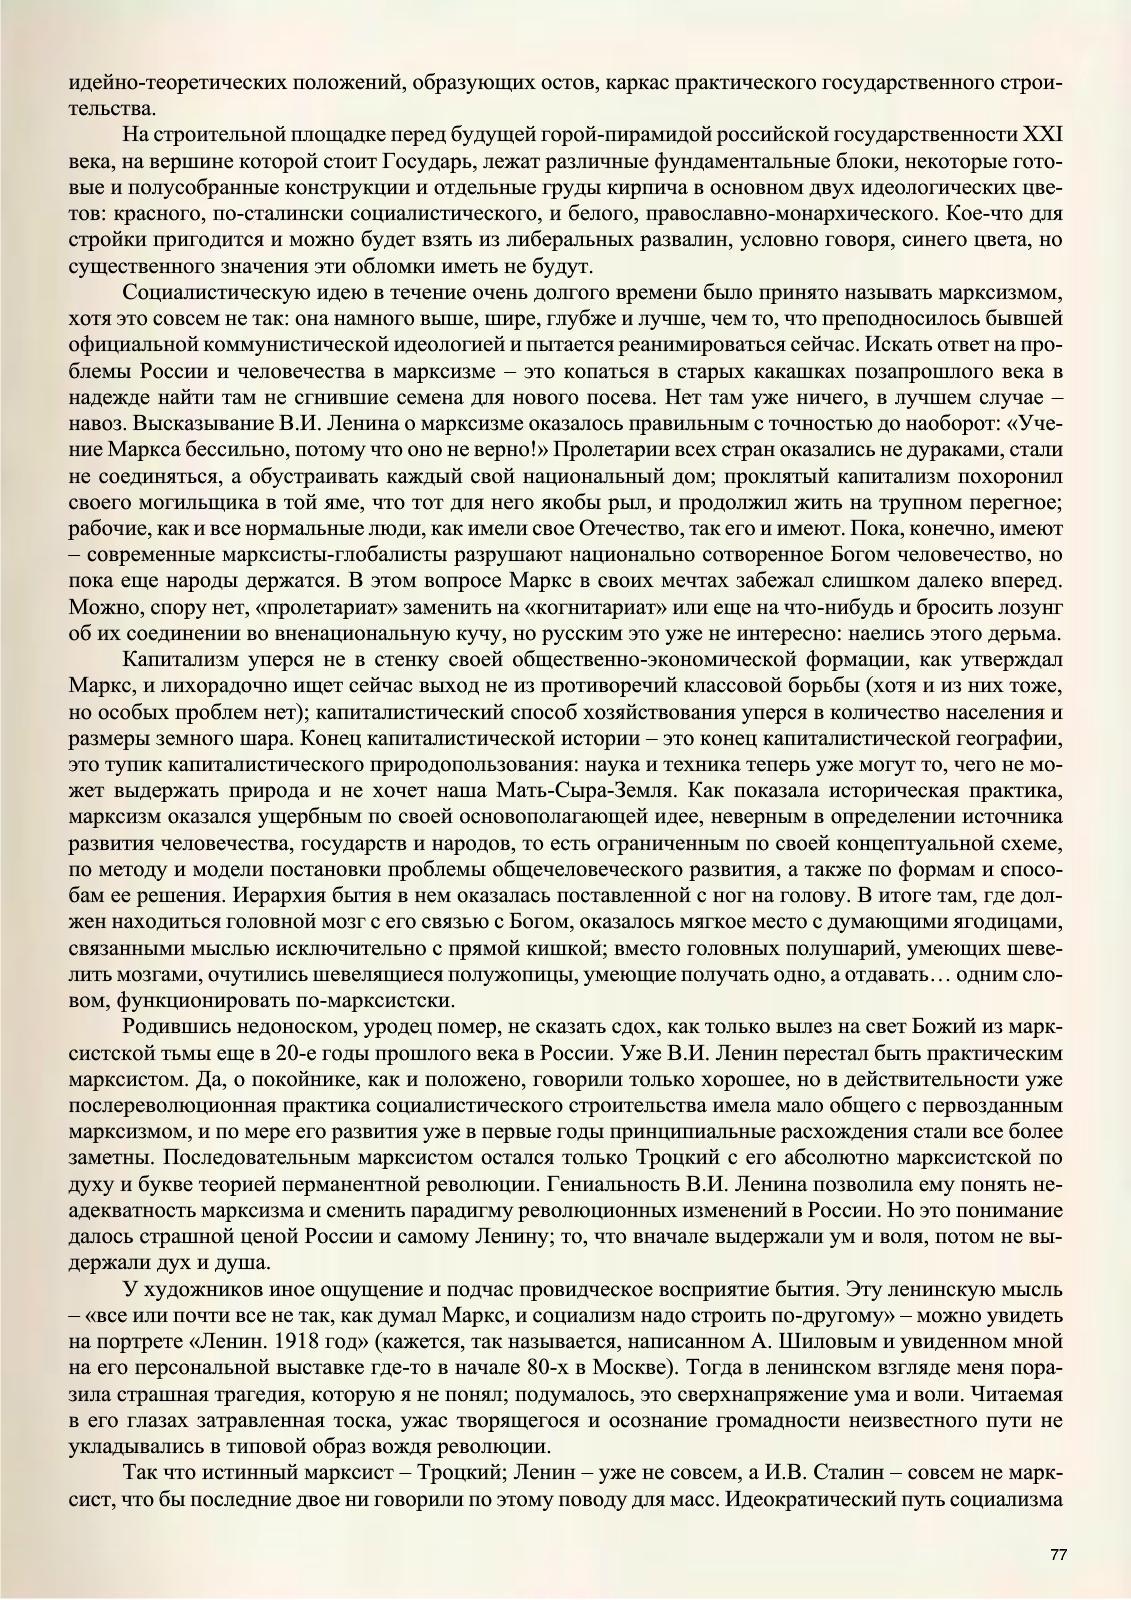 идейно-теоретических положений, образующих остов, каркас практического государственного строи-
тельства.
На строительной площадке перед будущей горой-пирамидой российской государственности XXI
века, на вершине которой стоит Государь, лежат различные фундаментальные блоки, некоторые гото-
вые и полусобранные конструкции и отдельные груды кирпича в основном двух идеологических цве-
тов: красного, по-сталински социалистического, и белого, православно-монархического. Кое-что для
стройки пригодится и можно будет взять из либеральных развалин, условно говоря, синего цвета, но
существенного значения эти обломки иметь не будут.
Социалистическую идею в течение очень долгого времени было принято называть марксизмом,
хотя это совсем не так: она намного выше, шире, глубже и лучше, чем то, что преподносилось бывшей
официальной коммунистической идеологией и пытается реанимироваться сейчас. Искать ответ на про-
блемы России и человечества в марксизме – это копаться в старых какашках позапрошлого века в
надежде найти там не сгнившие семена для нового посева. Нет там уже ничего, в лучшем случае –
навоз. Высказывание В.И. Ленина о марксизме оказалось правильным с точностью до наоборот: «Уче-
ние Маркса бессильно, потому что оно не верно!» Пролетарии всех стран оказались не дураками, стали
не соединяться, а обустраивать каждый свой национальный дом; проклятый капитализм похоронил
своего могильщика в той яме, что тот для него якобы рыл, и продолжил жить на трупном перегное;
рабочие, как и все нормальные люди, как имели свое Отечество, так его и имеют. Пока, конечно, имеют
– современные марксисты-глобалисты разрушают национально сотворенное Богом человечество, но
пока еще народы держатся. В этом вопросе Маркс в своих мечтах забежал слишком далеко вперед.
Можно, спору нет, «пролетариат» заменить на «когнитариат» или еще на что-нибудь и бросить лозунг
об их соединении во вненациональную кучу, но русским это уже не интересно: наелись этого дерьма.
Капитализм уперся не в стенку своей общественно-экономической формации, как утверждал
Маркс, и лихорадочно ищет сейчас выход не из противоречий классовой борьбы (хотя и из них тоже,
но особых проблем нет); капиталистический способ хозяйствования уперся в количество населения и
размеры земного шара. Конец капиталистической истории – это конец капиталистической географии,
это тупик капиталистического природопользования: наука и техника теперь уже могут то, чего не мо-
жет выдержать природа и не хочет наша Мать-Сыра-Земля. Как показала историческая практика,
марксизм оказался ущербным по своей основополагающей идее, неверным в определении источника
развития человечества, государств и народов, то есть ограниченным по своей концептуальной схеме,
по методу и модели постановки проблемы общечеловеческого развития, а также по формам и спосо-
бам ее решения. Иерархия бытия в нем оказалась поставленной с ног на голову. В итоге там, где дол-
жен находиться головной мозг с его связью с Богом, оказалось мягкое место с думающими ягодицами,
связанными мыслью исключительно с прямой кишкой; вместо головных полушарий, умеющих шеве-
лить мозгами, очутились шевелящиеся полужопицы, умеющие получать одно, а отдавать… одним сло-
вом, функционировать по-марксистски.
Родившись недоноском, уродец помер, не сказать сдох, как только вылез на свет Божий из марк-
систской тьмы еще в 20-е годы прошлого века в России. Уже В.И. Ленин перестал быть практическим
марксистом. Да, о покойнике, как и положено, говорили только хорошее, но в действительности уже
послереволюционная практика социалистического строительства имела мало общего с первозданным
марксизмом, и по мере его развития уже в первые годы принципиальные расхождения стали все более
заметны. Последовательным марксистом остался только Троцкий с его абсолютно марксистской по
духу и букве теорией перманентной революции. Гениальность В.И. Ленина позволила ему понять не-
адекватность марксизма и сменить парадигму революционных изменений в России. Но это понимание
далось страшной ценой России и самому Ленину; то, что вначале выдержали ум и воля, потом не вы-
держали дух и душа.
У художников иное ощущение и подчас провидческое восприятие бытия. Эту ленинскую мысль
– «все или почти все не так, как думал Маркс, и социализм надо строить по-другому» – можно увидеть
на портрете «Ленин. 1918 год» (кажется, так называется, написанном А. Шиловым и увиденном мной
на его персональной выставке где-то в начале 80-х в Москве). Тогда в ленинском взгляде меня пора-
зила страшная трагедия, которую я не понял; подумалось, это сверхнапряжение ума и воли. Читаемая
в его глазах затравленная тоска, ужас творящегося и осознание громадности неизвестного пути не
укладывались в типовой образ вождя революции.
Так что истинный марксист – Троцкий; Ленин – уже не совсем, а И.В. Сталин – совсем не марк-
сист, что бы последние двое ни говорили по этому поводу для масс. Идеократический путь социализма
77